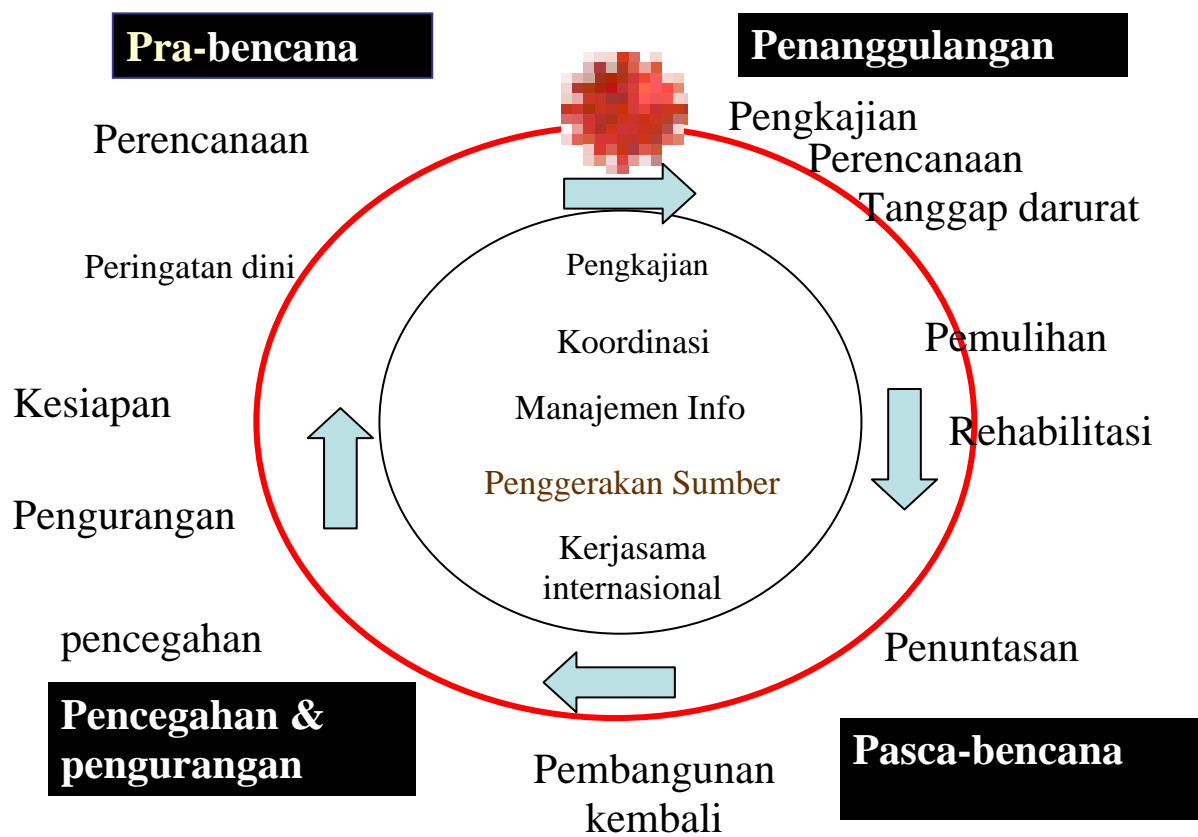 Pra-bencana
Penanggulangan
Perencanaan
Pengkajian
Perencanaan
Tanggap darurat
Peringatan dini
Pengkajian
Koordinasi
Pemulihan
Kesiapan
Manajemen Info
Rehabilitasi
Penggerakan Sumber
Pengurangan
Kerjasama
internasional
pencegahan
Penuntasan
Pencegahan &
pengurangan
Pasca-bencana
Pembangunan
kembali